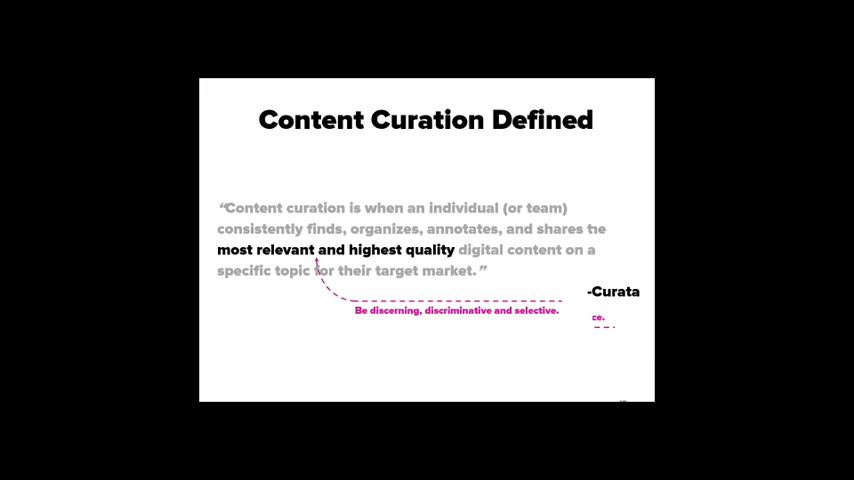 Content Curation Defined
“Content curation is when an individual (or team)
consistently finds, organizes, annotates, and shares the
most relevant and highest quality digital content on a
specific topic for their target market.”
-Curata
Be discerning, discriminative and selective.
ce.